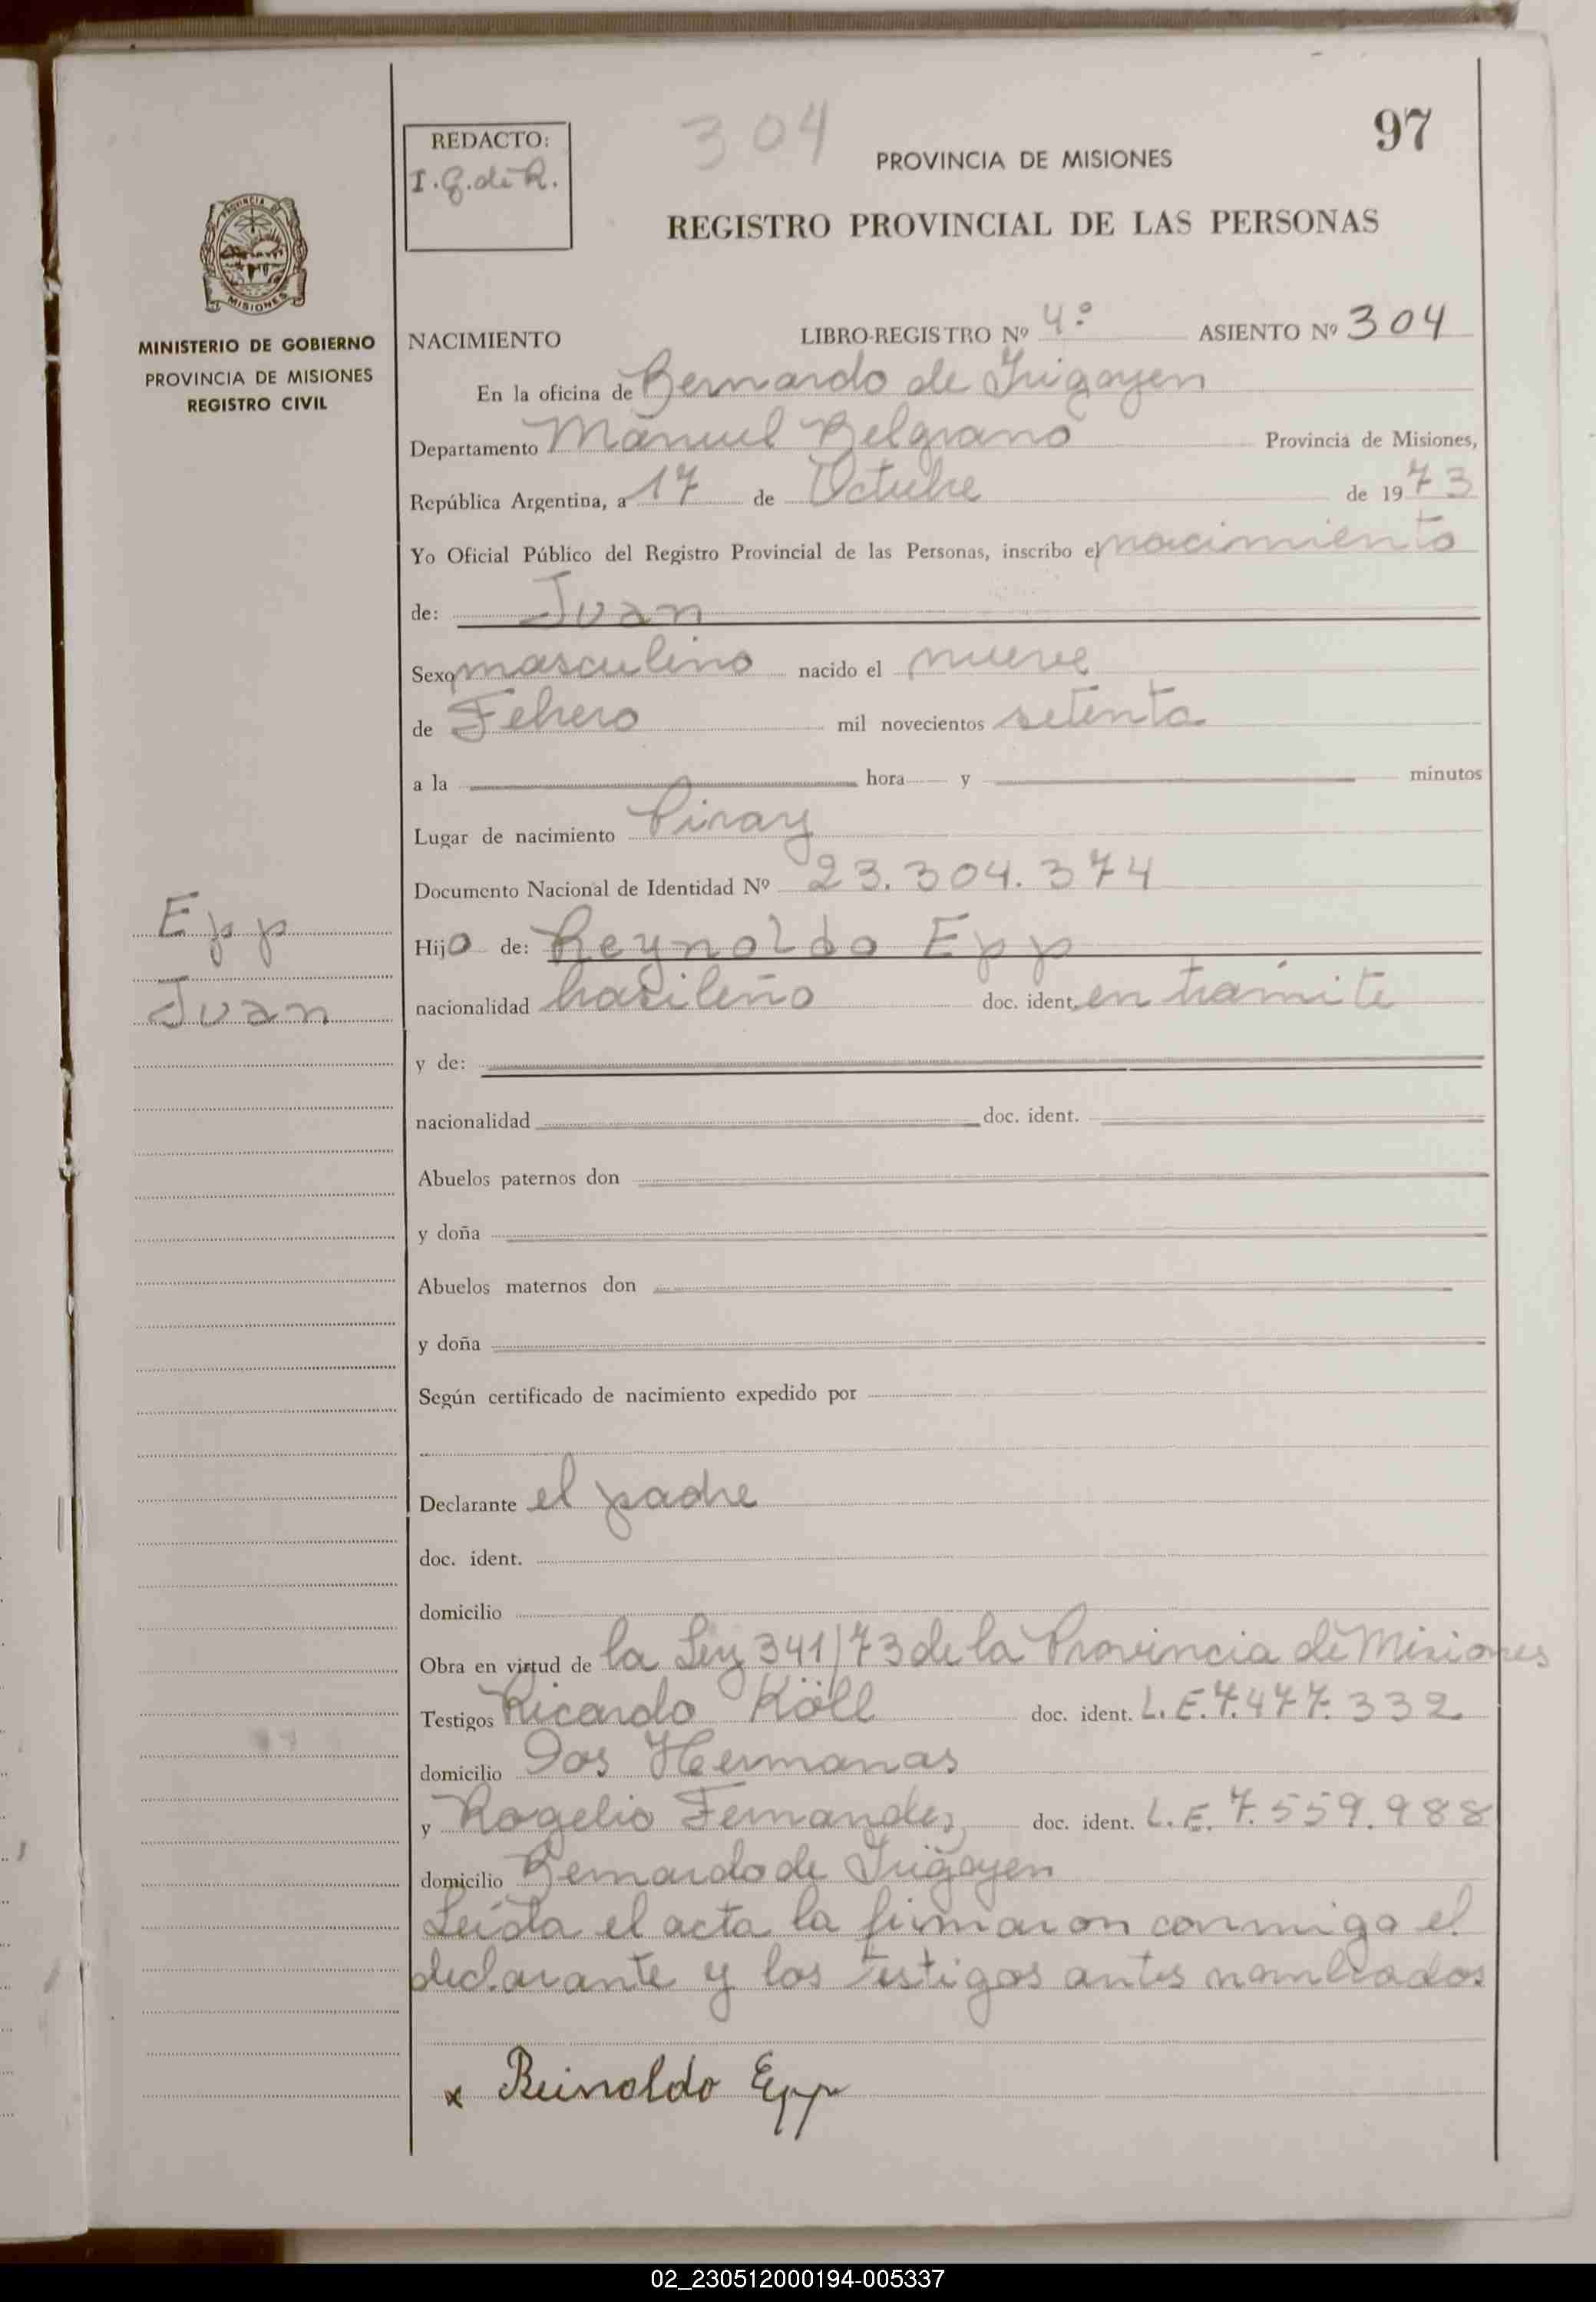 304
97
REDACTO:
I.G. de R.
PROVINCIA DE MISIONES
REGISTRO PROVINCIAL DE LAS PERSONAS
PROVINCIA DE
MISIONES
MINISTERIO DE GOBIERNO
PROVINCIA DE MISIONES
REGISTRO CIVIL
NACIMIENTO LIBRO-REGISTRO Nº 4º ASIENTO Nº 304
En la oficina de Bernardo de Irigoyen
Departamento Manuel Belgrano Provincia de Misiones,
República Argentina, a 17 de Octubre de 1973
Yo Oficial Público del Registro Provincial de las Personas, inscribo el nacimiento
de: Juan
Sexo masculino nacido el nueve
de Febrero mil novecientos setenta
a la hora y minutos
Lugar de nacimiento Piray
Documento Nacional de Identidad Nº 23.304.374
Epp
Juan
Hijo de: Reynoldo Epp
nacionalidad brasileño doc. ident. en trámite
y de:
nacionalidad doc. ident.
Abuelos paternos don
y doña
Abuelos maternos don
y doña
Según certificado de nacimiento expedido por
Declarante el padre
doc. ident.
domicilio
Obra en virtud de la Ley 341/73 de la Provincia de Misiones
Testigos Ricardo Köll doc. ident. L.E. 7.477.332
domicilio Dos Hermanas
y Rogelio Fernandez doc. ident. L.E. 7.559.988
domicilio Bernardo de Irigoyen
Leída el acta la firmaron conmigo el
declarante y los testigos antes nombrados
x Reinoldo Epp
02_230512000194-005337